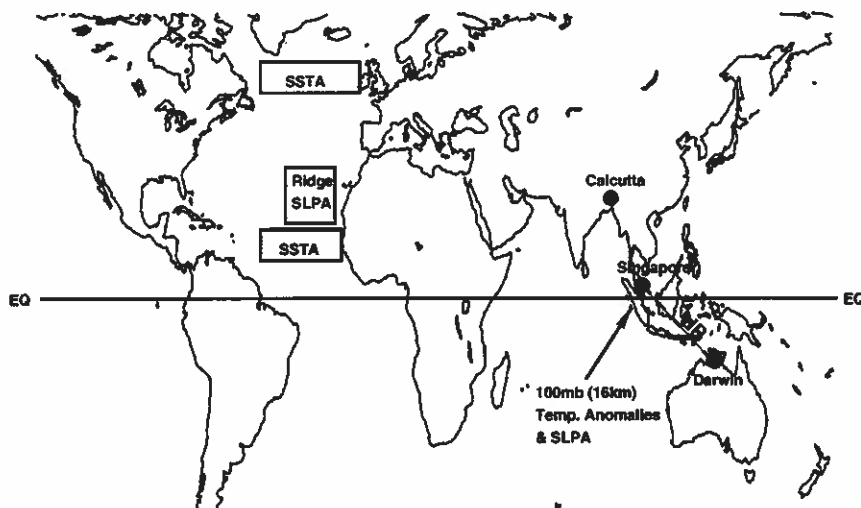 SSTA
Ridge
SLPA
SSTA
Calcutta
Singapore
EQ
EQ
Darwin
100mb (16km)
Temp. Anomalies
& SLPA